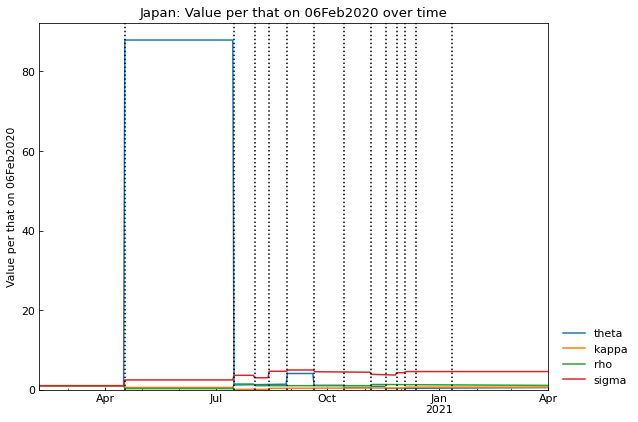 Japan: Value per that on 06Feb2020 over time
Value per that on 06Feb2020
80
60
40
20
0
Apr
Jul
Oct
Jan
2021
Apr
theta
kappa
rho
sigma